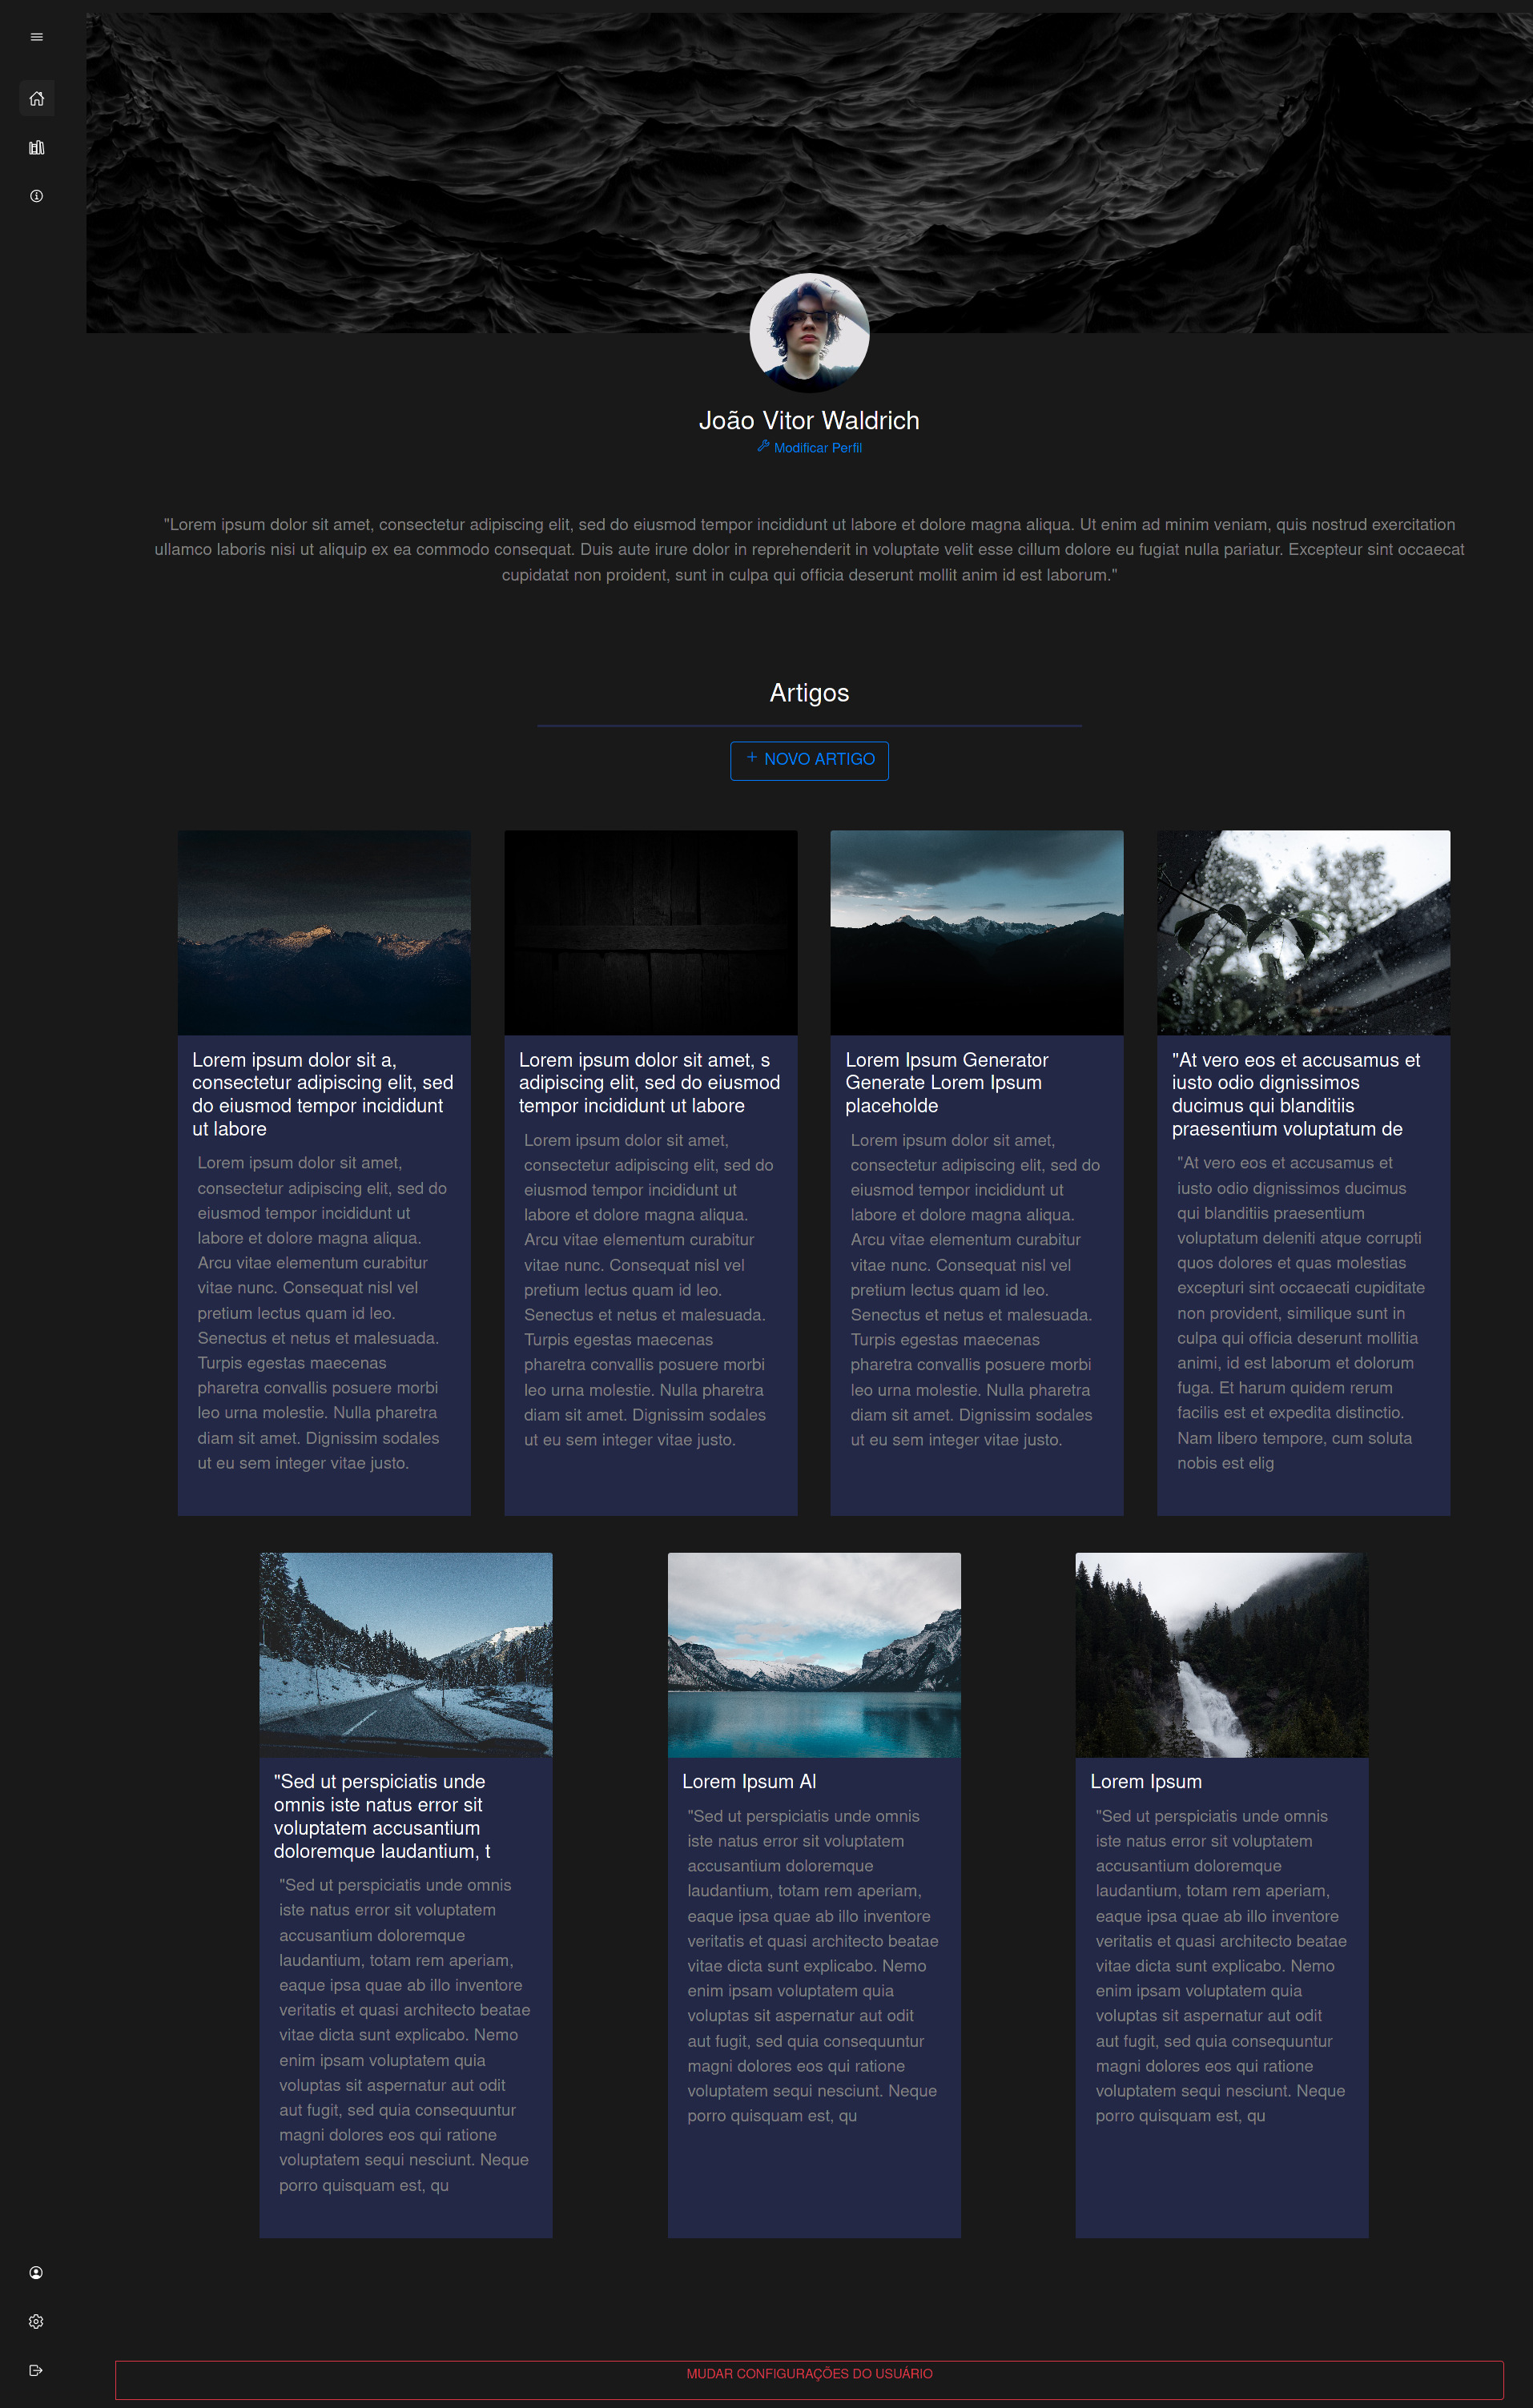 João Vitor Waldrich
Modificar Perfil
"Lorem ipsum dolor sit amet, consectetur adipiscing elit, sed do eiusmod tempor incididunt ut labore et dolore magna aliqua. Ut enim ad minim veniam, quis nostrud exercitation
ullamco laboris nisi ut aliquip ex ea commodo consequat. Duis aute irure dolor in reprehenderit in voluptate velit esse cillum dolore eu fugiat nulla pariatur. Excepteur sint occaecat
cupidatat non proident, sunt in culpa qui officia deserunt mollit anim id est laborum."
Artigos
+ NOVO ARTIGO
Lorem ipsum dolor sit a,
consectetur adipiscing elit, sed
do eiusmod tempor incididunt
ut labore
Lorem ipsum dolor sit amet,
consectetur adipiscing elit, sed do
eiusmod tempor incididunt ut
labore et dolore magna aliqua.
Arcu vitae elementum curabitur
vitae nunc. Consequat nisl vel
pretium lectus quam id leo.
Senectus et netus et malesuada.
Turpis egestas maecenas
pharetra convallis posuere morbi
leo urna molestie. Nulla pharetra
diam sit amet. Dignissim sodales
ut eu sem integer vitae justo.
Lorem ipsum dolor sit amet, s
adipiscing elit, sed do eiusmod
tempor incididunt ut labore
Lorem ipsum dolor sit amet,
consectetur adipiscing elit, sed do
eiusmod tempor incididunt ut
labore et dolore magna aliqua.
Arcu vitae elementum curabitur
vitae nunc. Consequat nisl vel
pretium lectus quam id leo.
Senectus et netus et malesuada.
Turpis egestas maecenas
pharetra convallis posuere morbi
leo urna molestie. Nulla pharetra
diam sit amet. Dignissim sodales
ut eu sem integer vitae justo.
Lorem Ipsum Generator
Generate Lorem Ipsum
placeholde
Lorem ipsum dolor sit amet,
consectetur adipiscing elit, sed do
eiusmod tempor incididunt ut
labore et dolore magna aliqua.
Arcu vitae elementum curabitur
vitae nunc. Consequat nisl vel
pretium lectus quam id leo.
Senectus et netus et malesuada.
Turpis egestas maecenas
pharetra convallis posuere morbi
leo urna molestie. Nulla pharetra
diam sit amet. Dignissim sodales
ut eu sem integer vitae justo.
"At vero eos et accusamus et
iusto odio dignissimos
ducimus qui blanditiis
praesentium voluptatum de
"At vero eos et accusamus et
iusto odio dignissimos ducimus
qui blanditiis praesentium
voluptatum deleniti atque corrupti
quos dolores et quas molestias
excepturi sint occaecati cupiditate
non provident, similique sunt in
culpa qui officia deserunt mollitia
animi, id est laborum et dolorum
fuga. Et harum quidem rerum
facilis est et expedita distinctio.
Nam libero tempore, cum soluta
nobis est elig
"Sed ut perspiciatis unde
omnis iste natus error sit
voluptatem accusantium
doloremque laudantium, t
"Sed ut perspiciatis unde omnis
iste natus error sit voluptatem
accusantium doloremque
laudantium, totam rem aperiam,
eaque ipsa quae ab illo inventore
veritatis et quasi architecto beatae
vitae dicta sunt explicabo. Nemo
enim ipsam voluptatem quia
voluptas sit aspernatur aut odit
aut fugit, sed quia consequuntur
magni dolores eos qui ratione
voluptatem sequi nesciunt. Neque
porro quisquam est, qu
Lorem Ipsum Al
"Sed ut perspiciatis unde omnis
iste natus error sit voluptatem
accusantium doloremque
laudantium, totam rem aperiam,
eaque ipsa quae ab illo inventore
veritatis et quasi architecto beatae
vitae dicta sunt explicabo. Nemo
enim ipsam voluptatem quia
voluptas sit aspernatur aut odit
aut fugit, sed quia consequuntur
magni dolores eos qui ratione
voluptatem sequi nesciunt. Neque
porro quisquam est, qu
Lorem Ipsum
"Sed ut perspiciatis unde omnis
iste natus error sit voluptatem
accusantium doloremque
laudantium, totam rem aperiam,
eaque ipsa quae ab illo inventore
veritatis et quasi architecto beatae
vitae dicta sunt explicabo. Nemo
enim ipsam voluptatem quia
voluptas sit aspernatur aut odit
aut fugit, sed quia consequuntur
magni dolores eos qui ratione
voluptatem sequi nesciunt. Neque
porro quisquam est, qu
MUDAR CONFIGURAÇÕES DO USUÁRIO